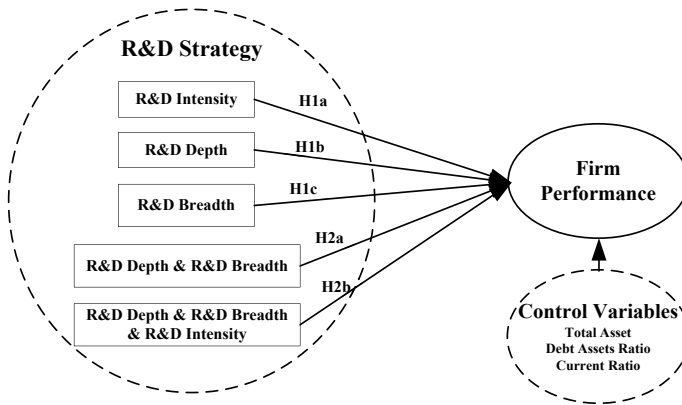 R&D Strategy
R&D Intensity
H1a
R&D Depth
H1b
R&D Breadth
H1c
R&D Depth & R&D Breadth
H2a
R&D Depth & R&D Breadth
& R&D Intensity
H2b
Firm
Performance
Control Variables
Total Asset
Debt Assets Ratio
Current Ratio